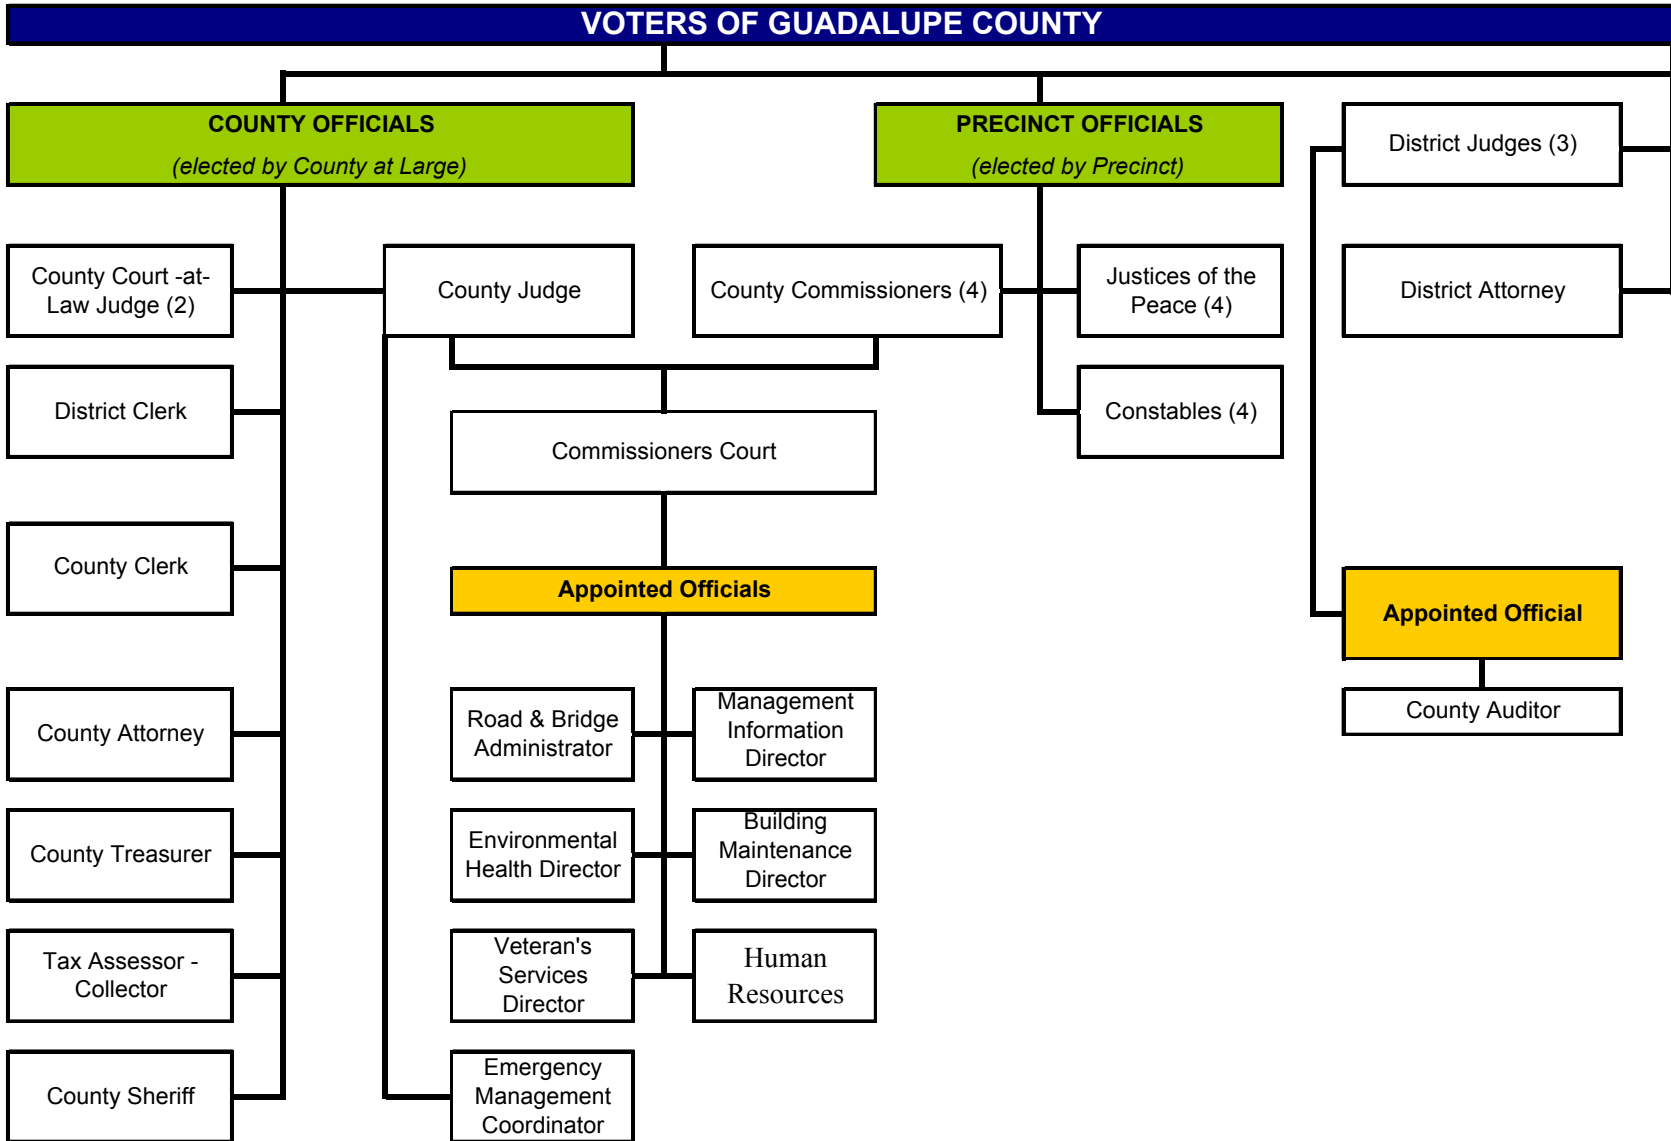 VOTERS OF GUADALUPE COUNTY
COUNTY OFFICIALS
(elected by County at Large)
PRECINCT OFFICIALS
(elected by Precinct)
District Judges (3)
County Court -at-
Law Judge (2)
County Judge
County Commissioners (4)
Justices of the
Peace (4)
District Attorney
District Clerk
Commissioners Court
Constables (4)
County Clerk
Appointed Officials
Appointed Official
County Attorney
Road & Bridge
Administrator
Management
Information
Director
County Auditor
County Treasurer
Environmental
Health Director
Building
Maintenance
Director
Tax Assessor -
Collector
Veteran's
Services
Director
Human
Resources
County Sheriff
Emergency
Management
Coordinator